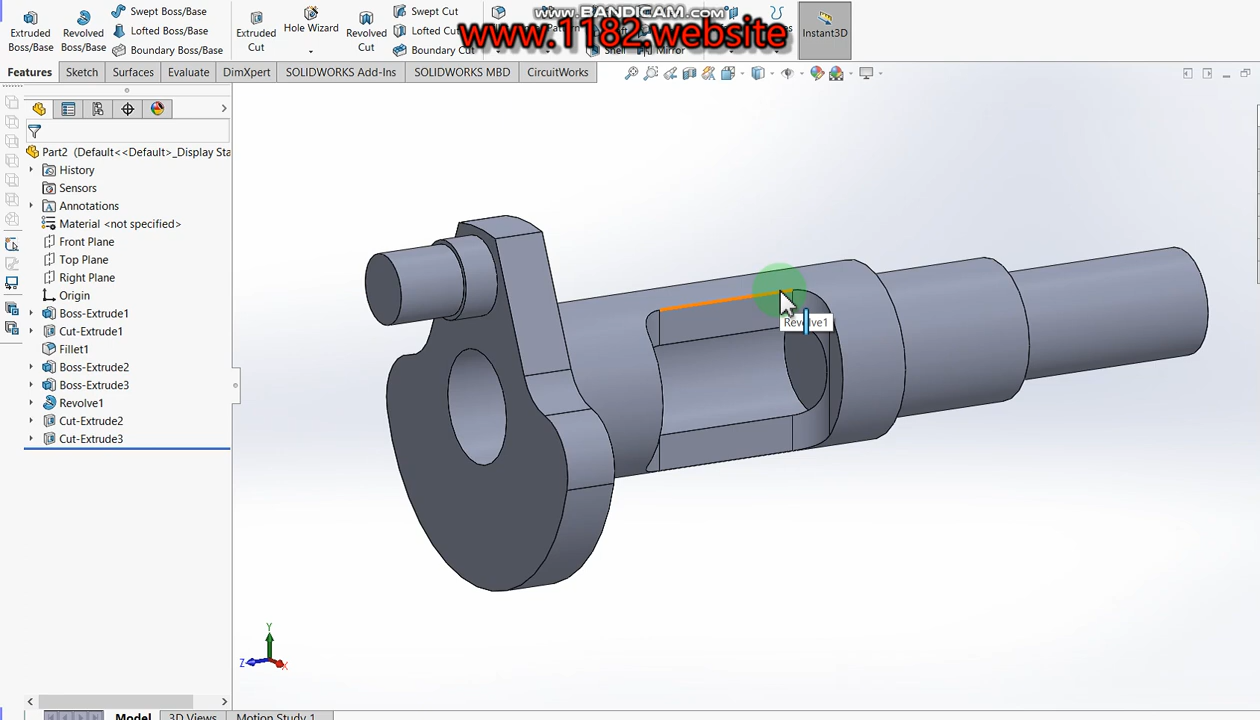 www.BANDICAM.com
www.1182.website
Extruded Boss/Base
Revolved Boss/Base
Swept Boss/Base
Lofted Boss/Base
Boundary Boss/Base
Extruded Cut
Hole Wizard
Revolved Cut
Swept Cut
Lofted Cut
Boundary Cut
Shell
Mirror
Instant3D
Features
Sketch
Surfaces
Evaluate
DimXpert
SOLIDWORKS Add-Ins
SOLIDWORKS MBD
CircuitWorks
Part2 (Default<<Default>_Display Sta
History
Sensors
Annotations
Material <not specified>
Front Plane
Top Plane
Right Plane
Origin
Boss-Extrude1
Cut-Extrude1
Fillet1
Boss-Extrude2
Boss-Extrude3
Revolve1
Cut-Extrude2
Cut-Extrude3
Revolve1
Y
Z
X
Model
3D Views
Motion Study 1